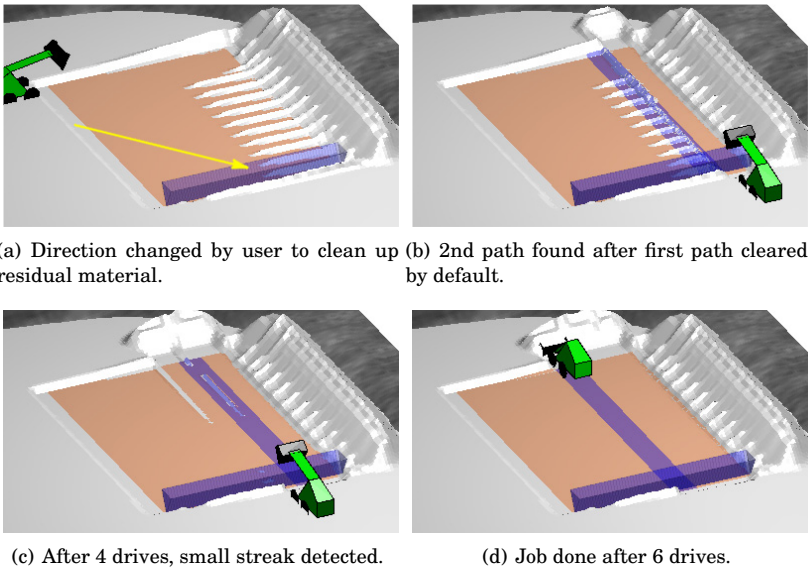 (a) Direction changed by user to clean up
residual material.
(b) 2nd path found after first path cleared
by default.
(c) After 4 drives, small streak detected.
(d) Job done after 6 drives.